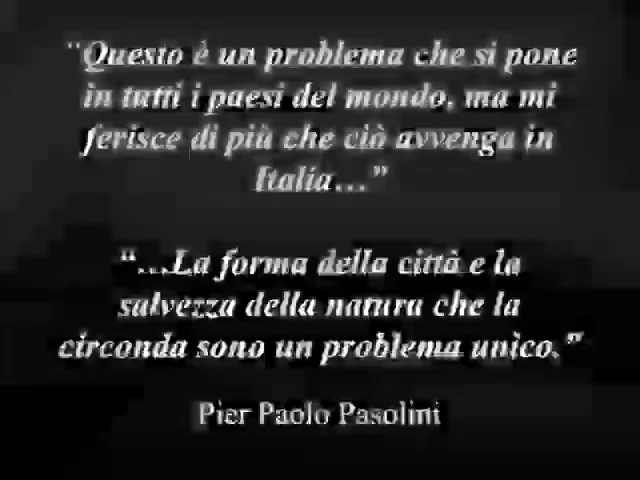 "Questo è un problema che si pone
in tutti i paesi del mondo, ma mi
ferisce di più che ciò avvenga in
Italia..."
"...La forma della città e la
salvezza della natura che la
circonda sono un problema unico."
Pier Paolo Pasolini